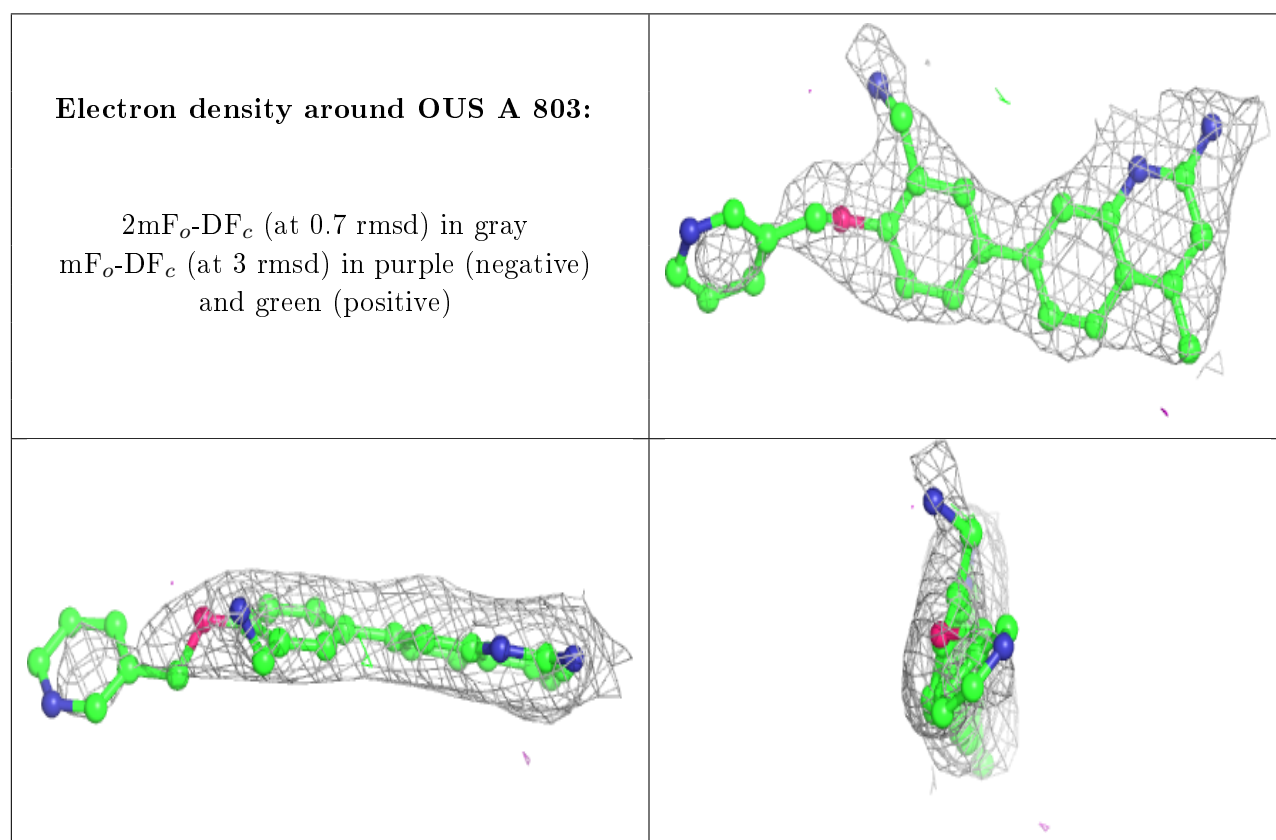 Electron density around OUS A 803:
2mFₒ-DF𝒸 (at 0.7 rmsd) in gray
mFₒ-DF𝒸 (at 3 rmsd) in purple (negative)
and green (positive)